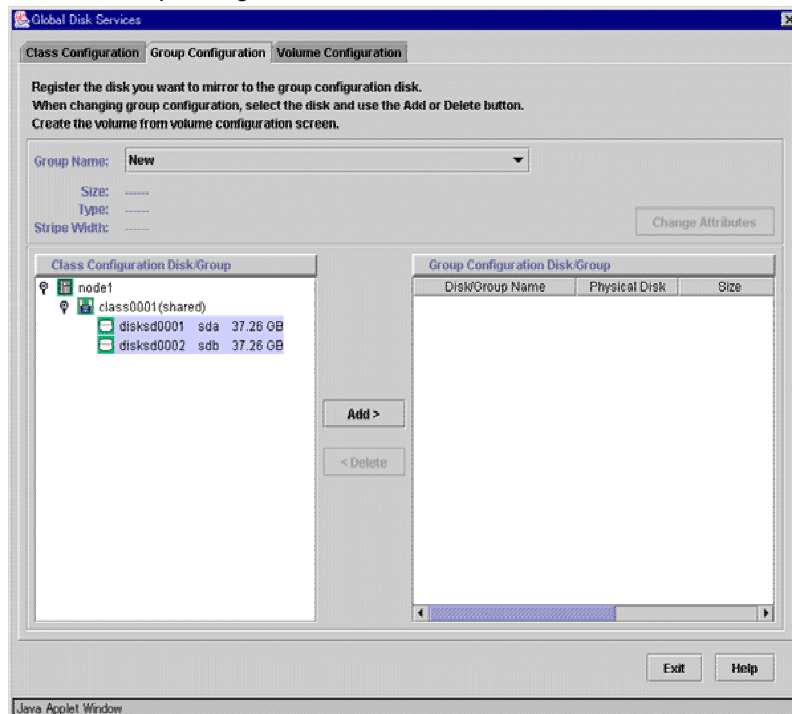 Global Disk Services
Class Configuration Group Configuration Volume Configuration
Register the disk you want to mirror to the group configuration disk.
When changing group configuration, select the disk and use the Add or Delete button.
Create the volume from volume configuration screen.
Group Name: New
Size: ------
Type: ------
Stripe Width: ------
Change Attributes
Class Configuration Disk/Group
Group Configuration Disk/Group
node1
class0001(shared)
disksd0001 sda 37.26 GB
disksd0002 sdb 37.26 GB
Disk/Group Name Physical Disk Size
Add >
< Delete
Exit Help
Java Applet Window